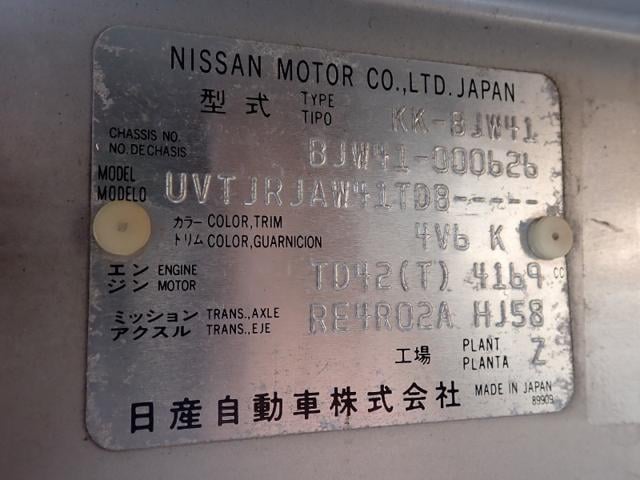 NISSAN MOTOR CO.,LTD. JAPAN
型式 TYPE TIPO KK-BJW41
CHASSIS NO. NO. DE CHASIS BJW41-000626
MODEL MODELO UVTJRJAW41TDB-----
カラー COLOR,TRIM
トリム COLOR,GUARNICION 4V6 K
エンジン ENGINE MOTOR TD42(T) 4169 CC
ミッション TRANS.,AXLE
アクスル TRANS.,EJE RE4R02A HJ58
工場 PLANT PLANTA Z
日産自動車株式会社 MADE IN JAPAN
89909